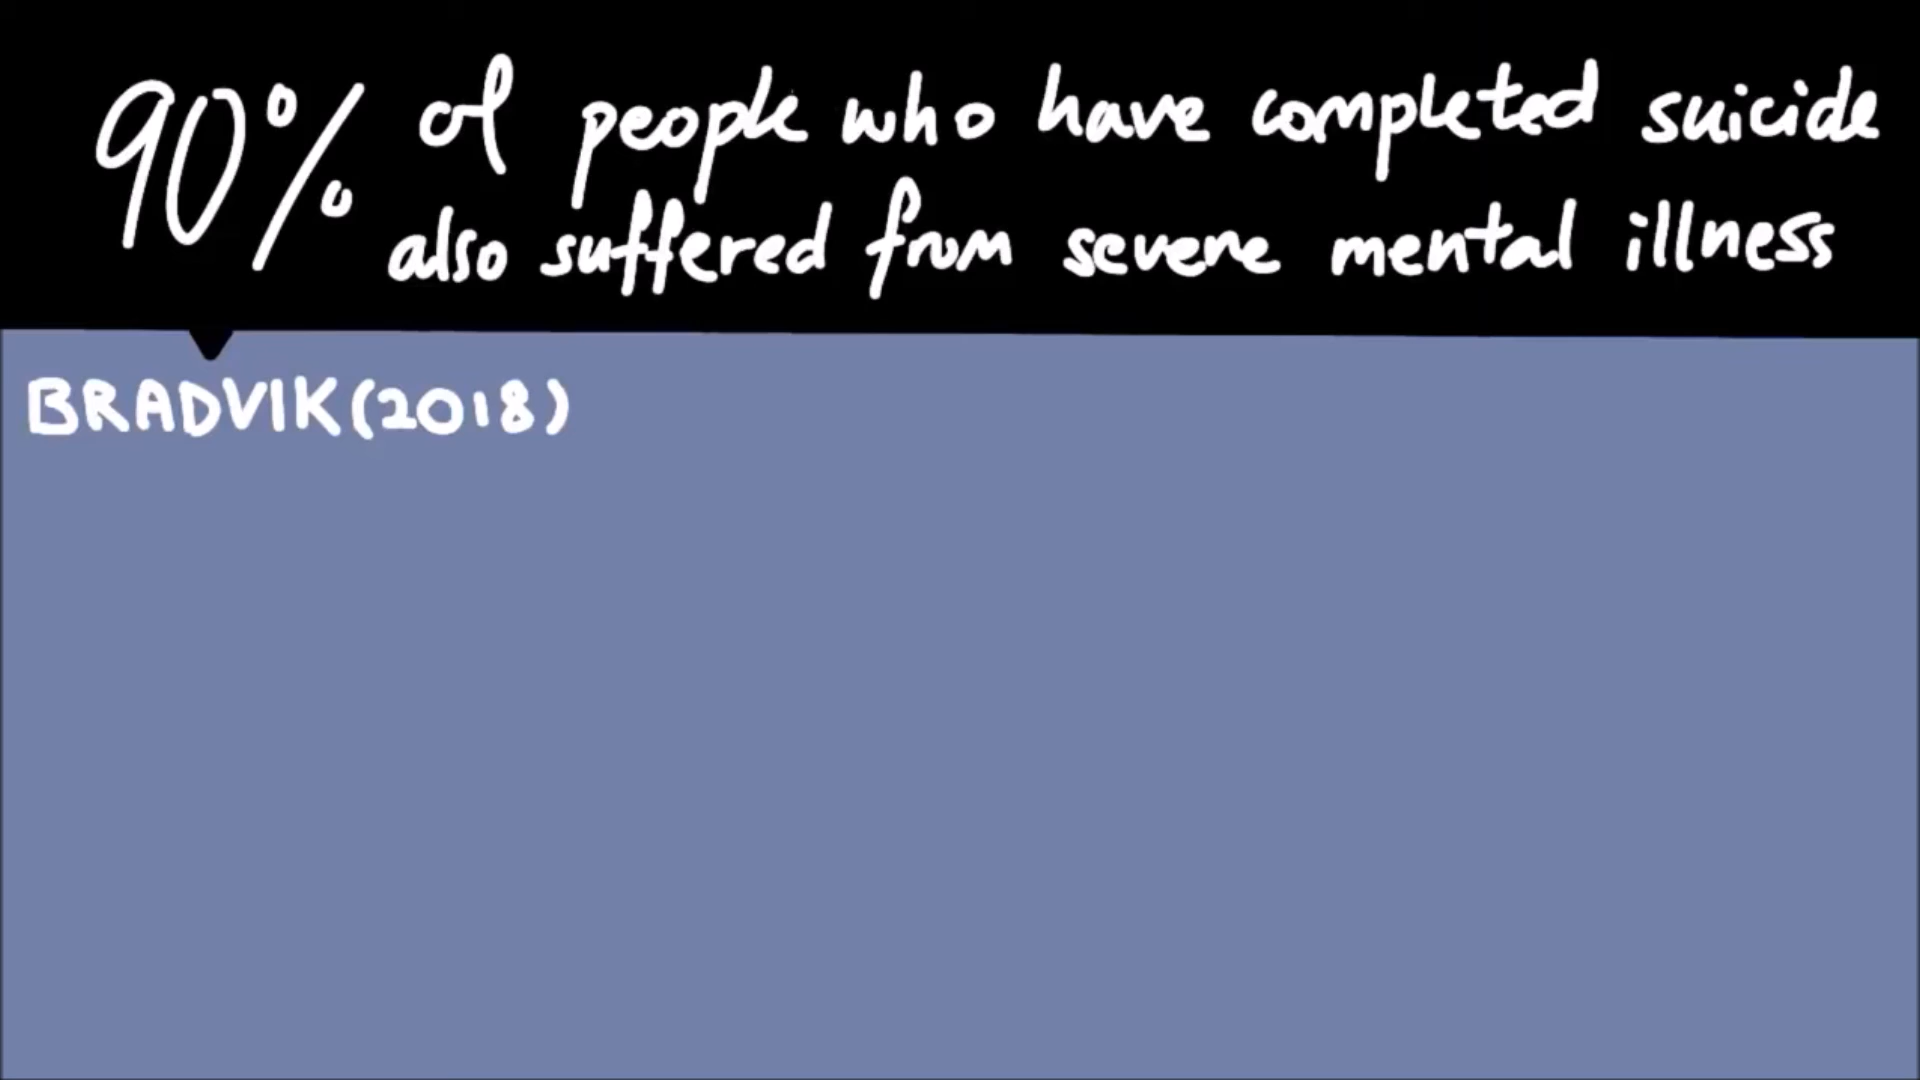 90% of people who have completed suicide
also suffered from severe mental illness
BRADVIK (2018)